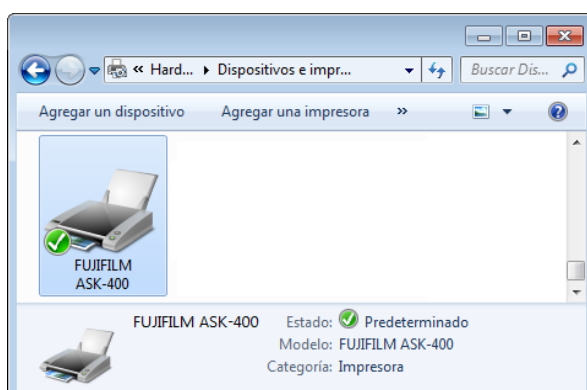 « Hard... ▸ Dispositivos e impr... Buscar Dis...
Agregar un dispositivo Agregar una impresora »
FUJIFILM
ASK-400
FUJIFILM ASK-400 Estado: Predeterminado
Modelo: FUJIFILM ASK-400
Categoría: Impresora